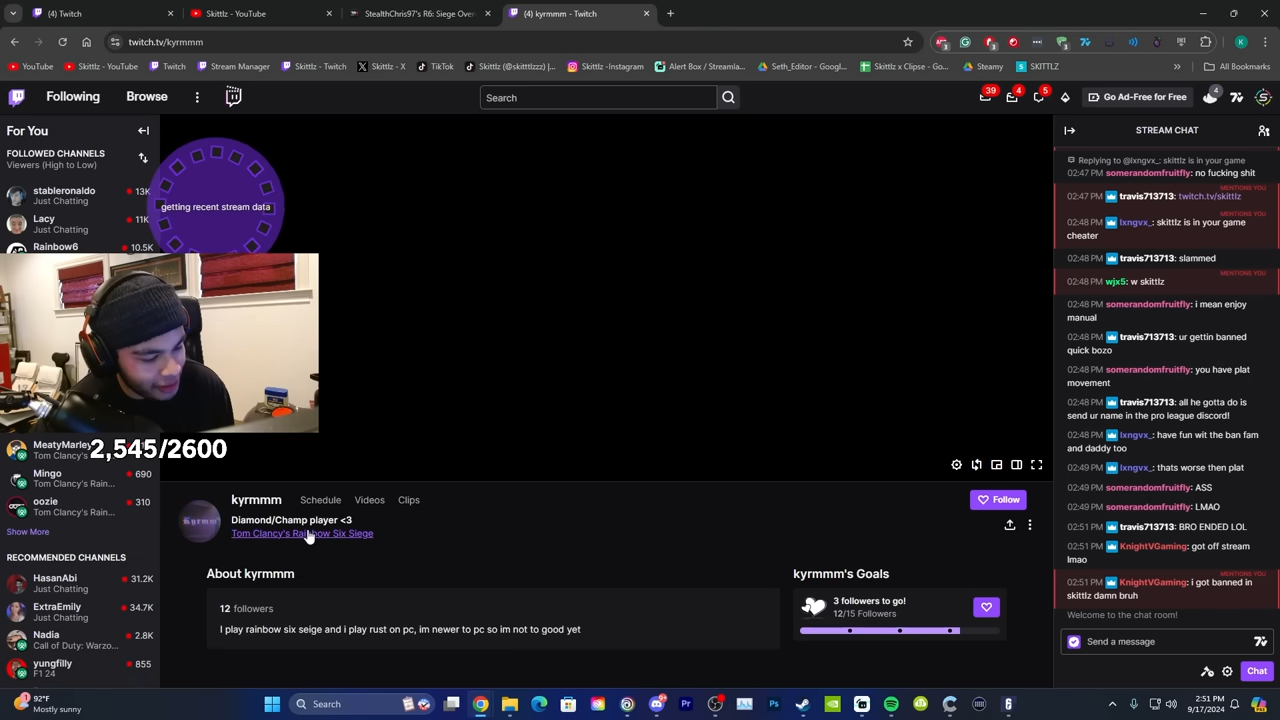 (4) Twitch
Skittlz - YouTube
StealthChris97's R6: Siege Over
(4) kyrmmm - Twitch
twitch.tv/kyrmmm
YouTube
Skittlz - YouTube
Twitch
Stream Manager
Skittlz - Twitch
Skittlz - X
TikTok
Skittlz (@skittlzzz) |...
Skittlz -Instagram
Alert Box / Streamla...
Seth_Editor - Googl...
Skittlz x Clipse - Go...
Steamy
SKITTLZ
All Bookmarks
Following
Browse
Search
39
4
5
Go Ad-Free for Free
4
For You
FOLLOWED CHANNELS
Viewers (High to Low)
stableronaldo
13K
Just Chatting
Lacy
11K
Just Chatting
Rainbow6
10.5K
getting recent stream data
MeatyMarley
Tom Clancy's R
2,545/2600
Mingo
690
Tom Clancy's Rain...
oozie
310
Tom Clancy's Rain...
Show More
RECOMMENDED CHANNELS
HasanAbi
31.2K
Just Chatting
ExtraEmily
34.7K
Just Chatting
Nadia
2.8K
Call of Duty: Warzo...
yungfilly
855
F1 24
kyrmmm
Schedule
Videos
Clips
Follow
Kyrmm
Diamond/Champ player <3
Tom Clancy's Rainbow Six Siege
About kyrmmm
12 followers
I play rainbow six seige and i play rust on pc, im newer to pc so im not to good yet
kyrmmm's Goals
3 followers to go!
12/15 Followers
STREAM CHAT
Replying to @lxngvx_: skittlz is in your game
02:47 PM somerandomfruitfly: no fucking shit
MENTIONS YOU
02:47 PM travis713713: twitch.tv/skittlz
MENTIONS YOU
02:48 PM lxngvx_: skittlz is in your game
cheater
02:48 PM travis713713: slammed
MENTIONS YOU
02:48 PM wjx5: w skittlz
02:48 PM somerandomfruitfly: i mean enjoy
manual
02:48 PM travis713713: ur gettin banned
quick bozo
02:48 PM somerandomfruitfly: you have plat
movement
02:48 PM travis713713: all he gotta do is
send ur name in the pro league discord!
02:48 PM lxngvx_: have fun wit the ban fam
and daddy too
02:49 PM lxngvx_: thats worse then plat
02:49 PM somerandomfruitfly: ASS
02:49 PM somerandomfruitfly: LMAO
02:51 PM travis713713: BRO ENDED LOL
02:51 PM KnightVGaming: got off stream
lmao
MENTIONS YOU
02:51 PM KnightVGaming: i got banned in
skittlz damn bruh
Welcome to the chat room!
Send a message
Chat
92°F
Mostly sunny
Search
2:51 PM
9/17/2024